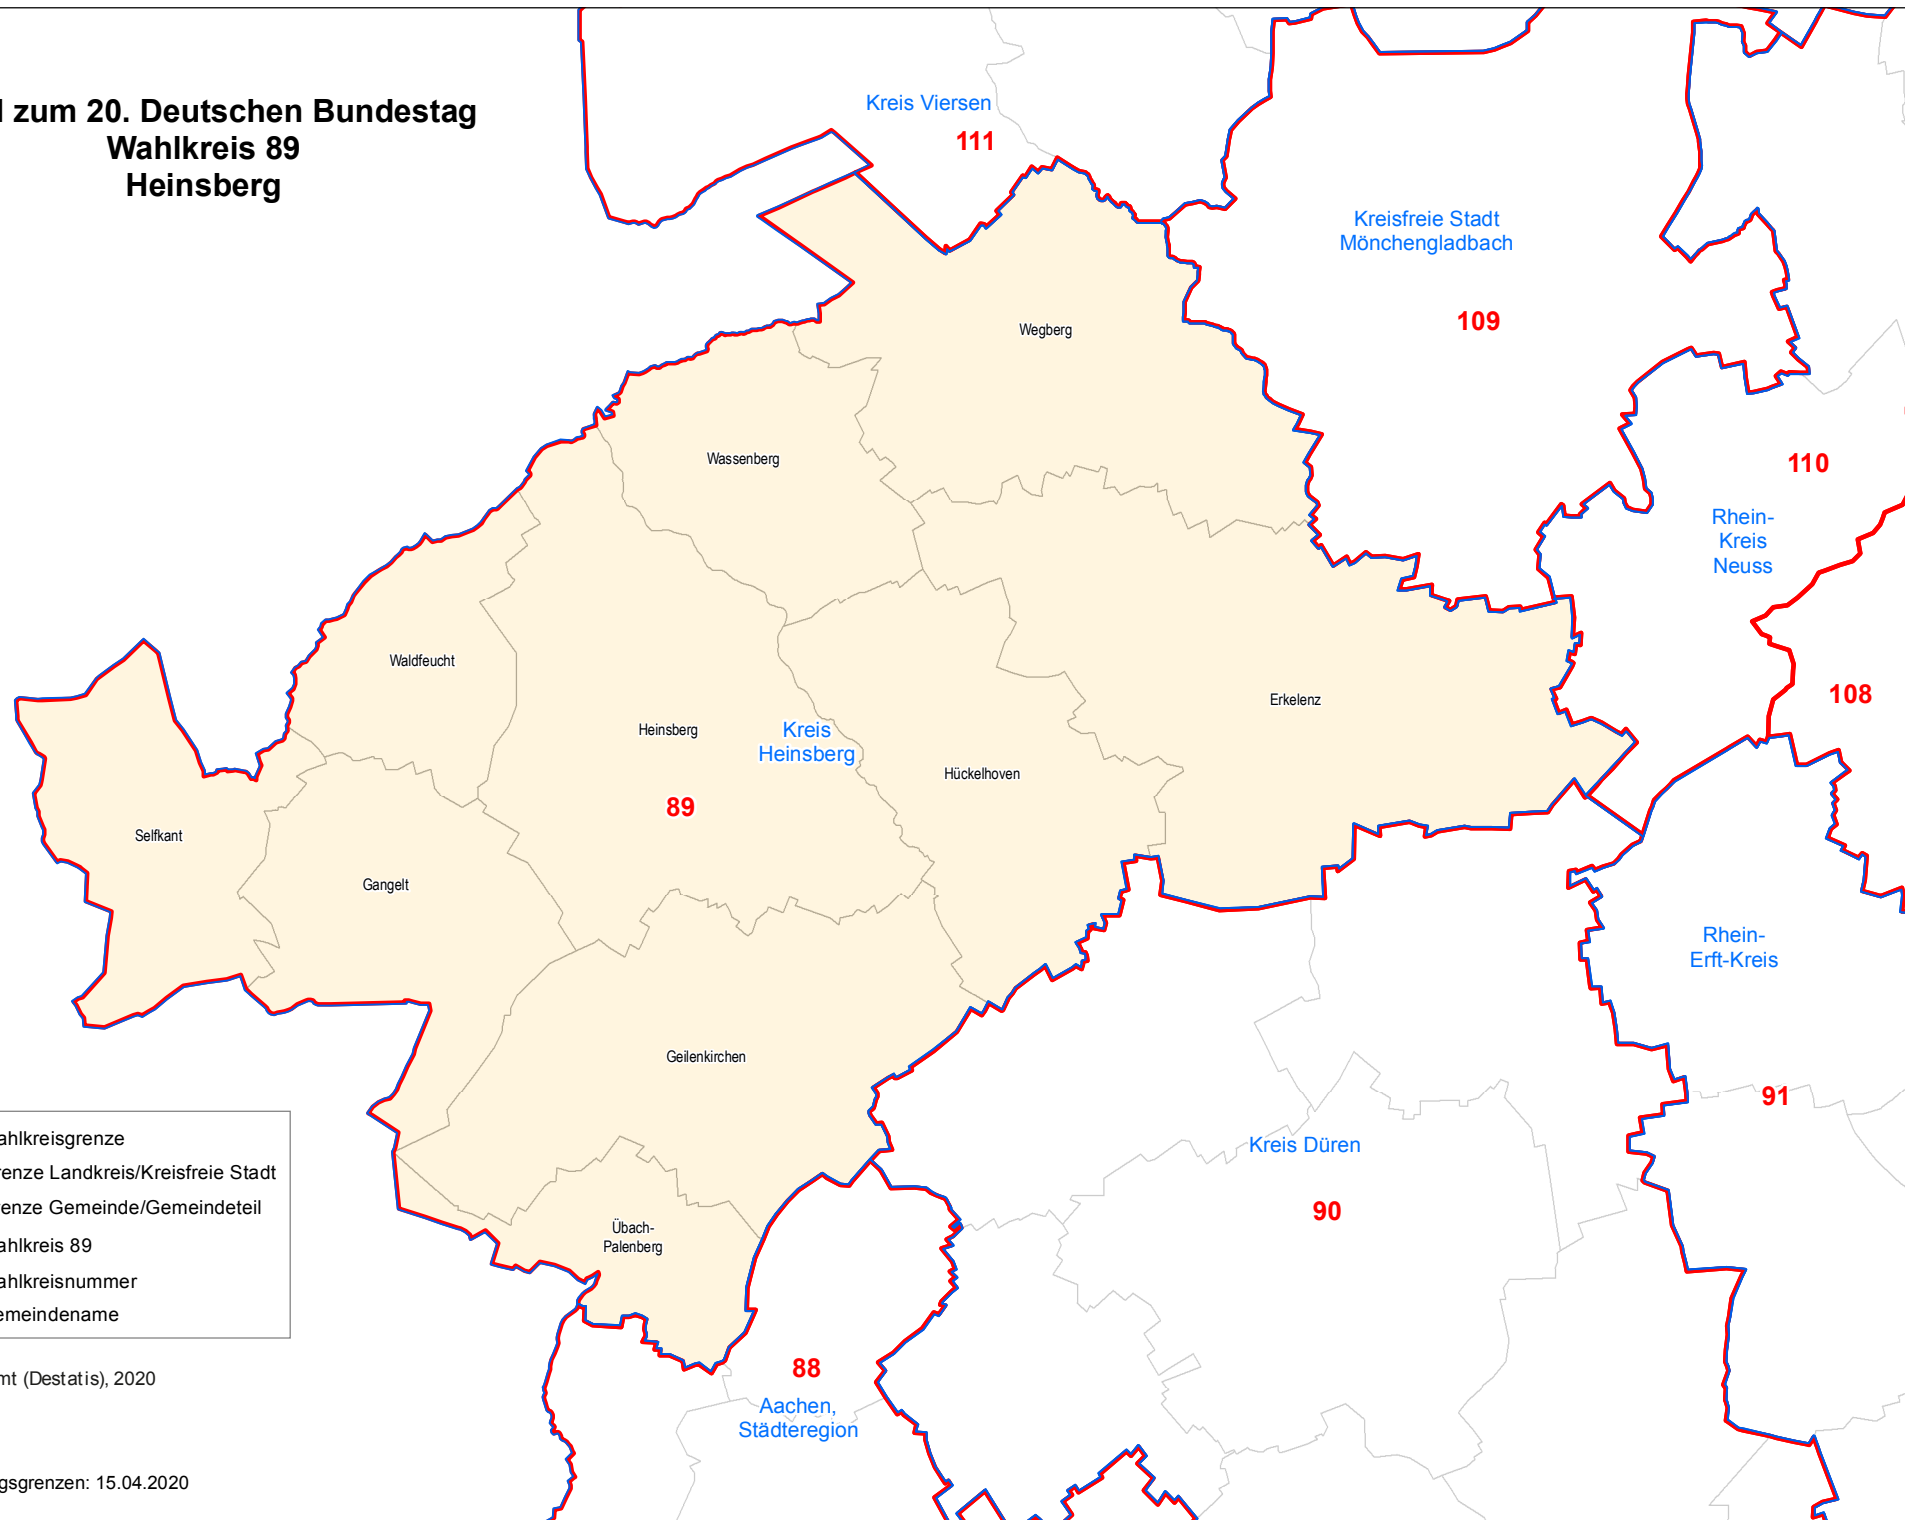 zum 20. Deutschen Bundestag
Wahlkreis 89
Heinsberg
Kreis Viersen
111
Kreisfreie Stadt
Mönchengladbach
109
Wegberg
Wassenberg
110
Rhein-
Kreis
Neuss
108
Waldfeucht
Heinsberg
Kreis
Heinsberg
89
Hückelhoven
Erkelenz
Selfkant
Gangelt
Rhein-
Erft-Kreis
Geilenkirchen
91
Kreis Düren
90
Übach-
Palenberg
88
Aachen,
Städteregion
ahlkreisgrenze
renze Landkreis/Kreisfreie Stadt
renze Gemeinde/Gemeindeteil
ahlkreis 89
ahlkreisnummer
emeindename
mt (Destatis), 2020
gsgrenzen: 15.04.2020